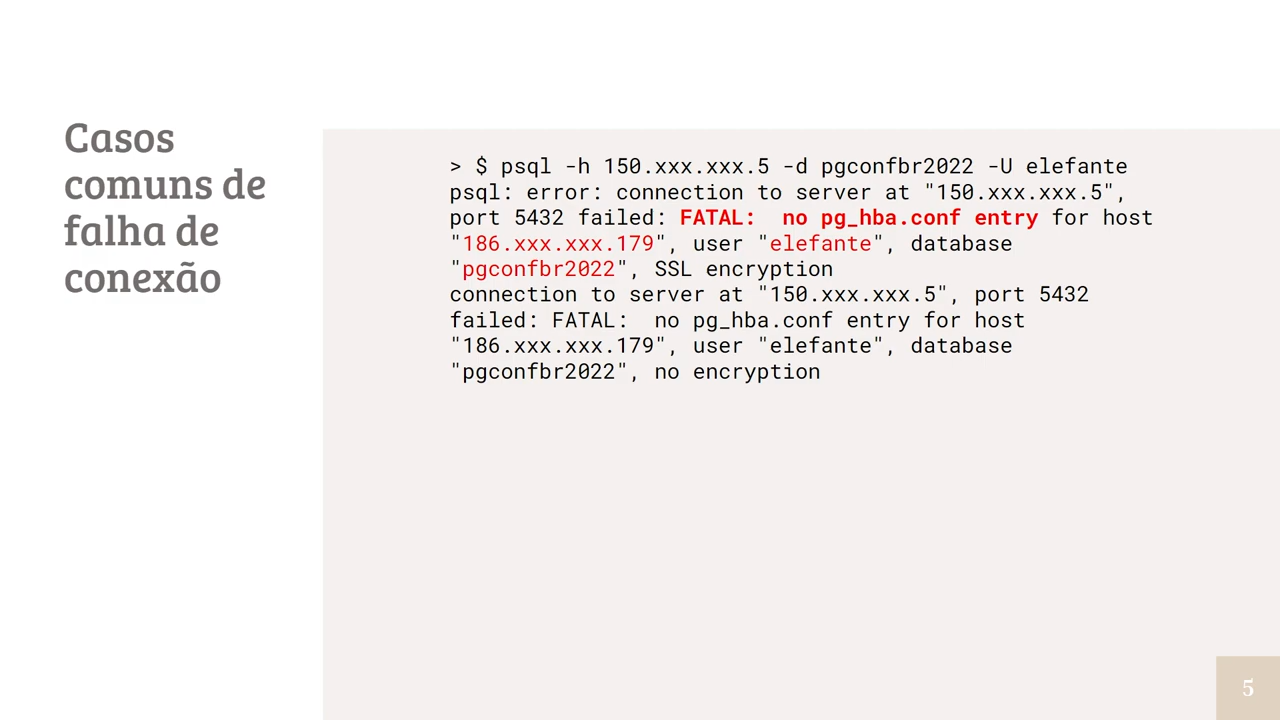 Casos
comuns de
falha de
conexão
> $ psql -h 150.xxx.xxx.5 -d pgconfbr2022 -U elefante
psql: error: connection to server at "150.xxx.xxx.5",
port 5432 failed: FATAL:  no pg_hba.conf entry for host
"186.xxx.xxx.179", user "elefante", database
"pgconfbr2022", SSL encryption
connection to server at "150.xxx.xxx.5", port 5432
failed: FATAL:  no pg_hba.conf entry for host
"186.xxx.xxx.179", user "elefante", database
"pgconfbr2022", no encryption
5